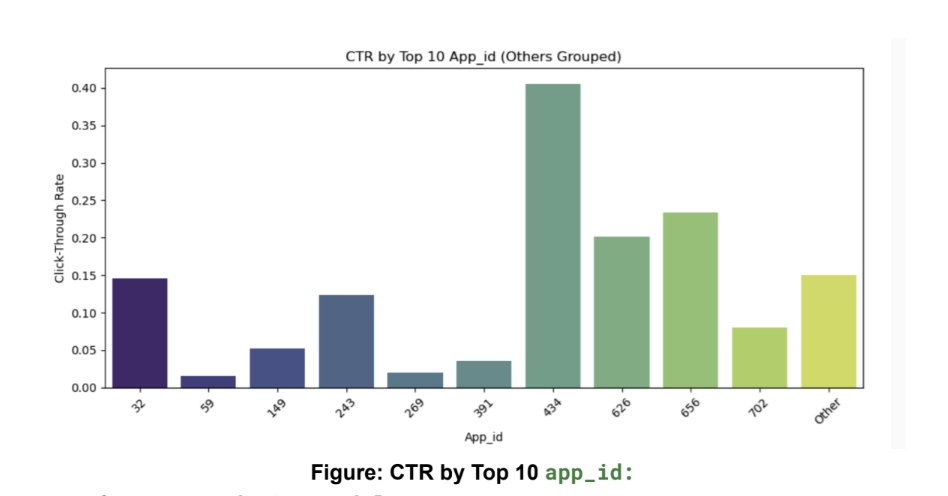 CTR by Top 10 App_id (Others Grouped)
Click-Through Rate
0.40
0.35
0.30
0.25
0.20
0.15
0.10
0.05
0.00
32 59 149 243 269 391 434 626 656 702 Other
App_id
Figure: CTR by Top 10 app_id: